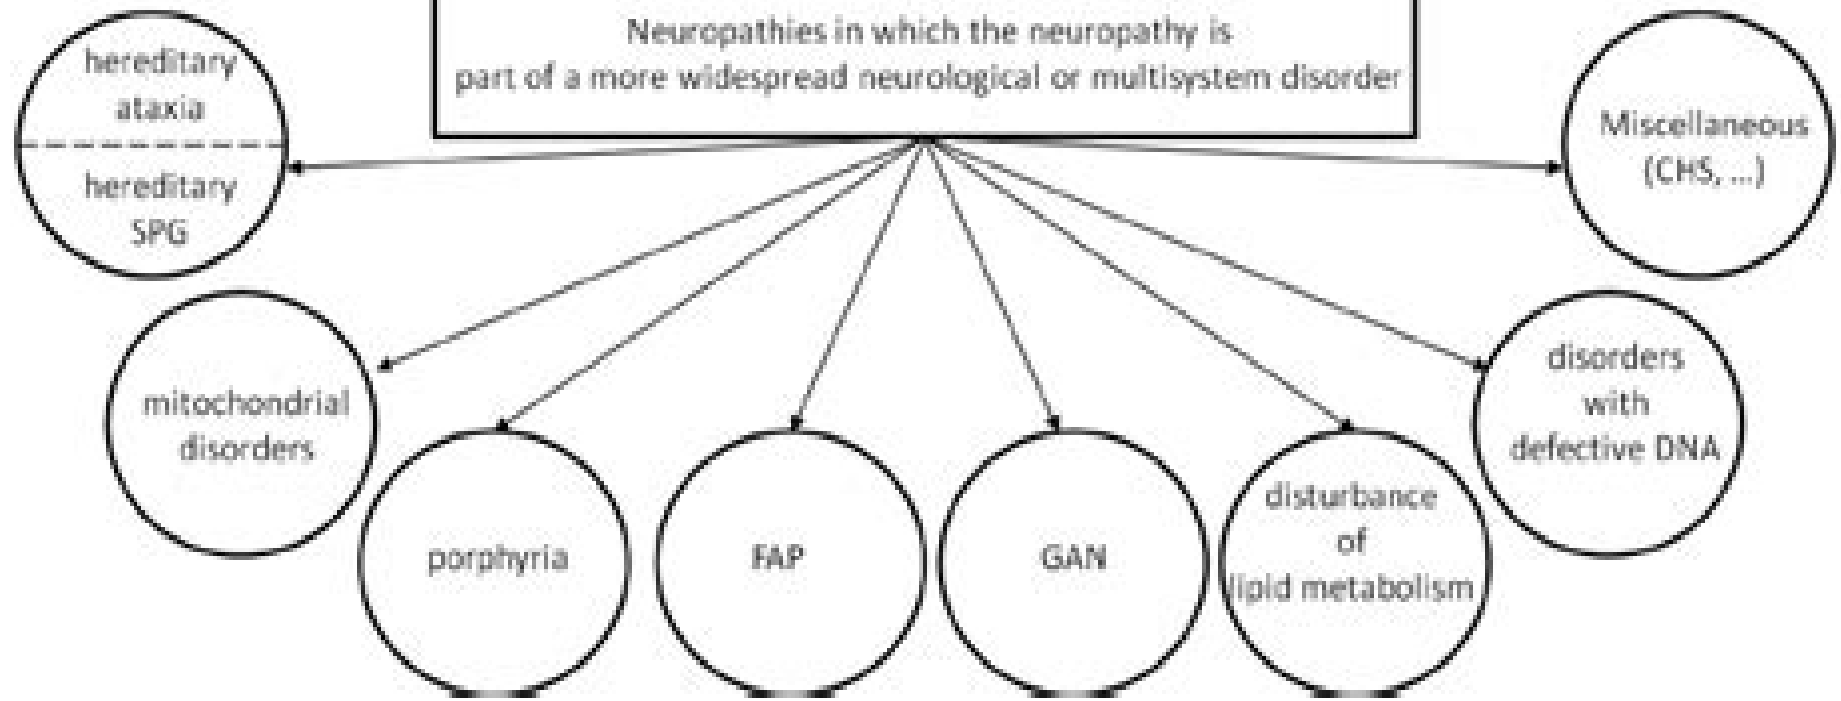 Neuropathies in which the neuropathy is
part of a more widespread neurological or multisystem disorder
hereditary
ataxia
hereditary
SPG
Miscellaneous
(CHS, ...)
mitochondrial
disorders
porphyria
FAP
GAN
disturbance
of
lipid metabolism
disorders
with
defective DNA